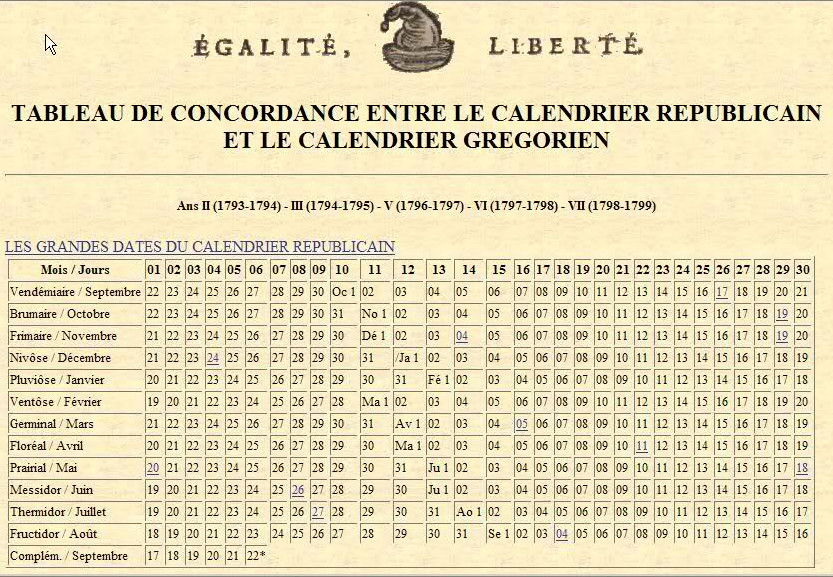 ÉGALITÉ, LIBERTÉ
TABLEAU DE CONCORDANCE ENTRE LE CALENDRIER REPUBLICAIN
ET LE CALENDRIER GREGORIEN
Ans II (1793-1794) - III (1794-1995) - V (1796-1797) - VI (1797-1798) - VII (1798-1799)
LES GRANDES DATES DU CALENDRIER REPUBLICAIN
Mois / Jours 01 02 03 04 05 06 07 08 09 10 11 12 13 14 15 16 17 18 19 20 21 22 23 24 25 26 27 28 29 30
Vendémiaire / Septembre 22 23 24 25 26 27 28 29 30 Oc 1 02 03 04 05 06 07 08 09 10 11 12 13 14 15 16 17 18 19 20 21
Brumaire / Octobre 22 23 24 25 26 27 28 29 30 31 No 1 02 03 04 05 06 07 08 09 10 11 12 13 14 15 16 17 18 19 20
Frimaire / Novembre 21 22 23 24 25 26 27 28 29 30 Dé 1 02 03 04 05 06 07 08 09 10 11 12 13 14 15 16 17 18 19 20
Nivôse / Décembre 21 22 23 24 25 26 27 28 29 30 31 /Ja 1 02 03 04 05 06 07 08 09 10 11 12 13 14 15 16 17 18 19
Pluviôse / Janvier 20 21 22 23 24 25 26 27 28 29 30 31 Fé 1 02 03 04 05 06 07 08 09 10 11 12 13 14 15 16 17 18
Ventôse / Février 19 20 21 22 23 24 25 26 27 28 Ma 1 02 03 04 05 06 07 08 09 10 11 12 13 14 15 16 17 18 19 20
Germinal / Mars 21 22 23 24 25 26 27 28 29 30 31 Av 1 02 03 04 05 06 07 08 09 10 11 12 13 14 15 16 17 18 19
Floréal / Avril 20 21 22 23 24 25 26 27 28 29 30 Ma 1 02 03 04 05 06 07 08 09 10 11 12 13 14 15 16 17 18 19
Prairial / Mai 20 21 22 23 24 25 26 27 28 29 30 31 Ju 1 02 03 04 05 06 07 08 09 10 11 12 13 14 15 16 17 18
Messidor / Juin 19 20 21 22 23 24 25 26 27 28 29 30 Ju 1 02 03 04 05 06 07 08 09 10 11 12 13 14 15 16 17 18
Thermidor / Juillet 19 20 21 22 23 24 25 26 27 28 29 30 31 Ao 1 02 03 04 05 06 07 08 09 10 11 12 13 14 15 16 17
Fructidor / Août 18 19 20 21 22 23 24 25 26 27 28 29 30 31 Se 1 02 03 04 05 06 07 08 09 10 11 12 13 14 15 16
Complém. / Septembre 17 18 19 20 21 22*